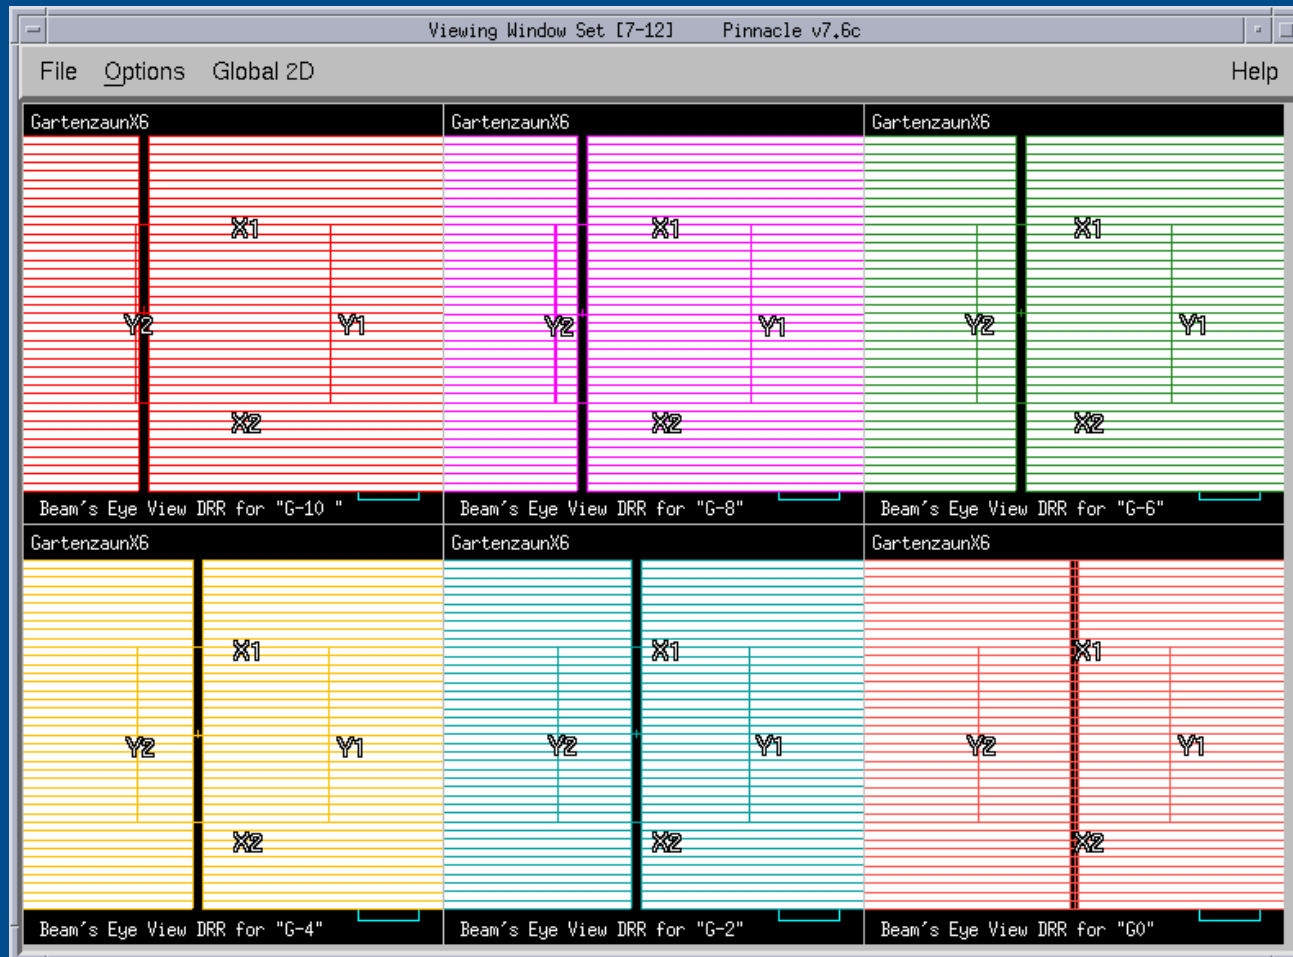 Viewing Window Set [7-12] Pinnacle v7.6c
File Options Global 2D Help
GartenzaunX6 GartenzaunX6 GartenzaunX6
X1 X1 X1
Y2 Y1 Y2 Y1 Y2 Y1
X2 X2 X2
Beam's Eye View DRR for "G-10 " Beam's Eye View DRR for "G-8" Beam's Eye View DRR for "G-6"
GartenzaunX6 GartenzaunX6 GartenzaunX6
X1 X1 X1
Y2 Y1 Y2 Y1 Y2 Y1
X2 X2 X2
Beam's Eye View DRR for "G-4" Beam's Eye View DRR for "G-2" Beam's Eye View DRR for "G0"